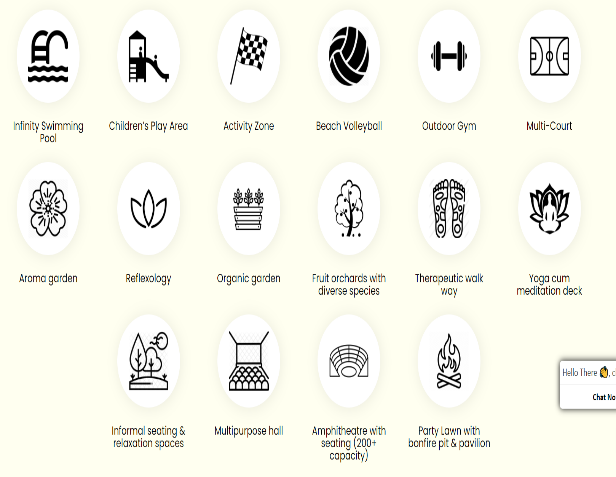 Infinity Swimming
Pool
Children's Play Area
Activity Zone
Beach Volleyball
Outdoor Gym
Multi-Court
Aroma garden
Reflexology
Organic garden
Fruit orchards with
diverse species
Therapeutic walk
way
Yoga cum
meditation deck
Hello There
Chat No
Informal seating &
relaxation spaces
Multipurpose hall
Amphitheatre with
seating (200+
capacity)
Party Lawn with
bonfire pit & pavilion